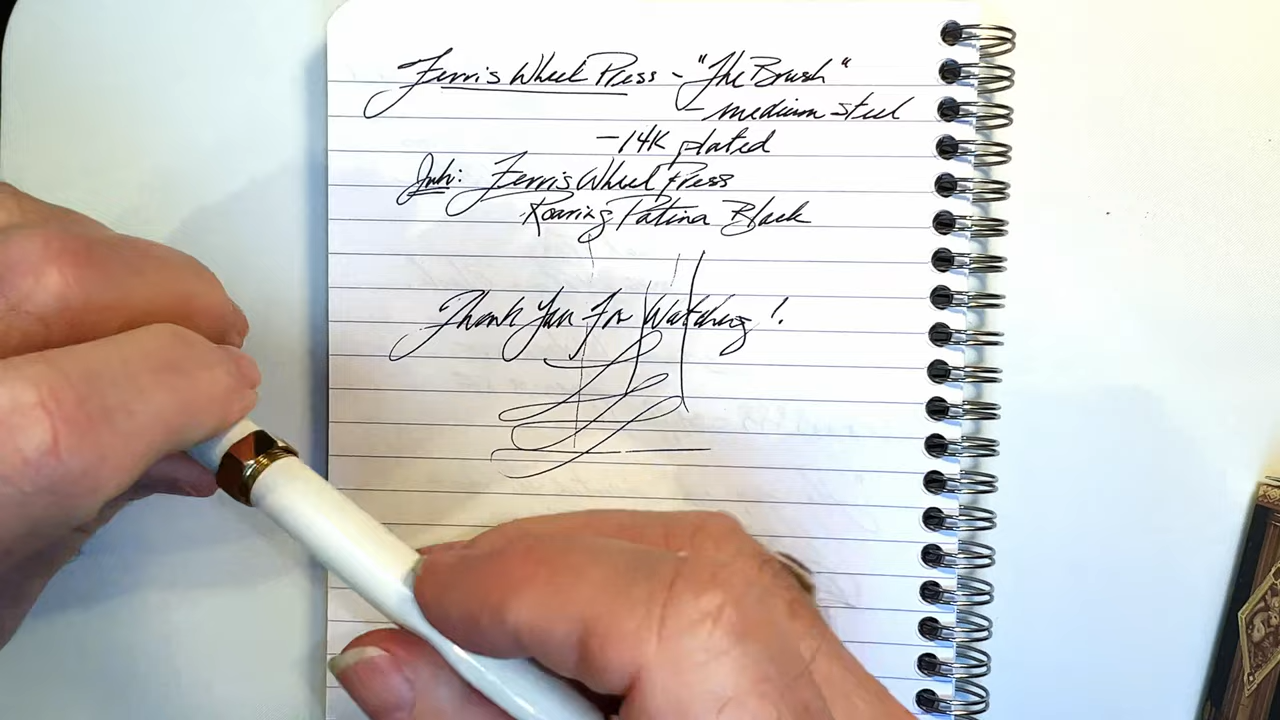 Ferris Wheel Press - "The Brush"
- medium steel
- 14K plated
Ink: Ferris Wheel Press
Roaring Patina Black
Thank You For Watching!